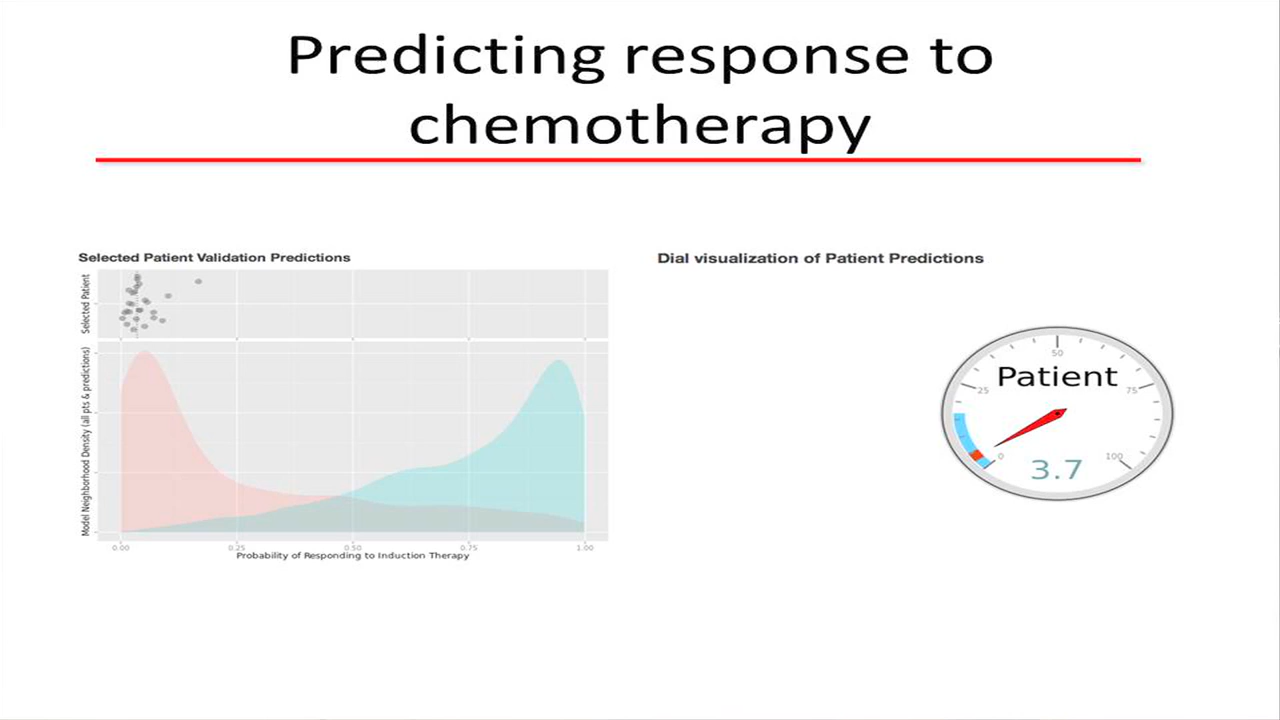 Predicting response to
chemotherapy
Selected Patient Validation Predictions
Selected Patient
Model Neighborhood Density (all pts & predictions)
0.00 0.25 0.50 0.75 1.00
Probability of Responding to Induction Therapy
Dial visualization of Patient Predictions
50
Patient
25 75
0 100
3.7